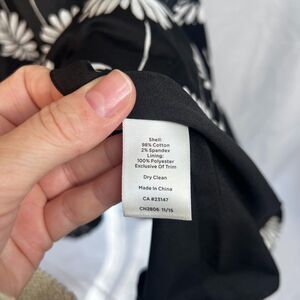 Shell:
98% Cotton
2% Spandex
Lining:
100% Polyester
Exclusive Of Trim
Dry Clean
Made In China
CA #23147
CN2806 11/15